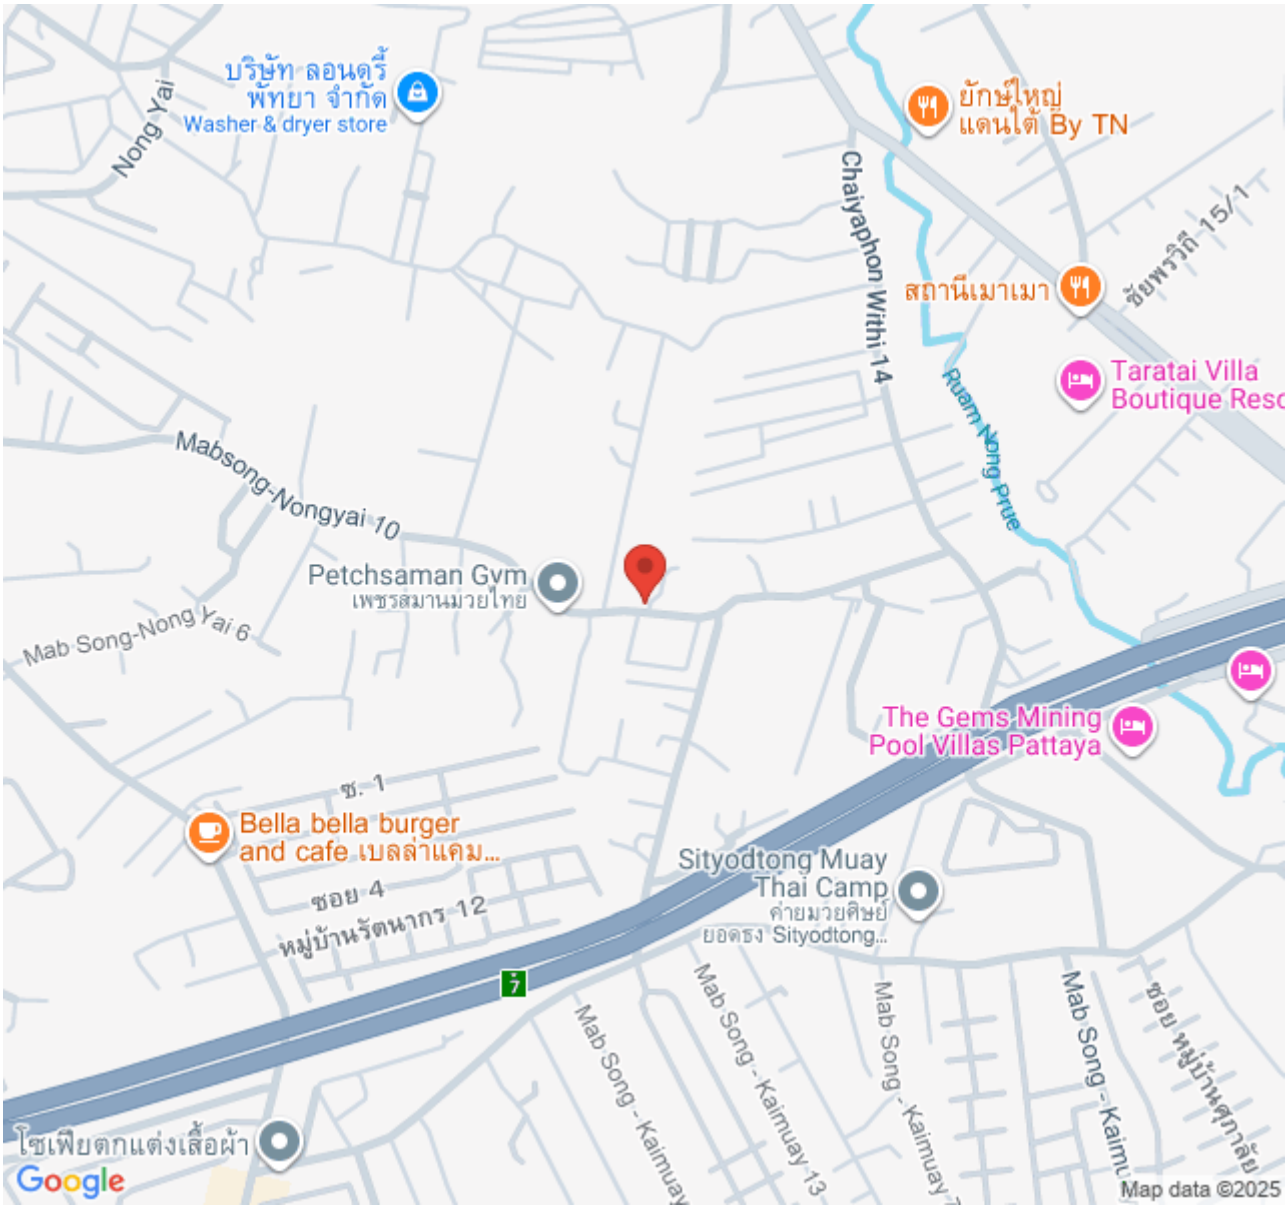 บริษัท ลอนดรี้
พัทยา จำกัด
Washer & dryer store
Nong Yai
ยักษ์ใหญ่
แดนใต้ By TN
Chaiyaphon Withi 14
ชัยพรวิถี 15/1
สถานีเมาเมา
Taratai Villa
Boutique Reso
Ruam Nong Prue
Mabsong-Nongyai 10
Petchsaman Gym
เพชรสมานมวยไทย
Mab Song-Nong Yai 6
The Gems Mining
Pool Villas Pattaya
ซ. 1
Bella bella burger
and cafe เบลล่าแคม...
ซอย 4
หมู่บ้านรัตนากร 12
Sityodtong Muay
Thai Camp
ค่ายมวยศิษย์
ยอดธง Sityodtong...
7
Mab Song - Kaimuay
Mab Song - Kaimuay 13
Mab Song - Kaimuay 7
Mab Song - Kaimu
ซอย หมู่บ้านศุภาลัย
โซเฟียตกแต่งเสื้อผ้า
Google
Map data ©2025